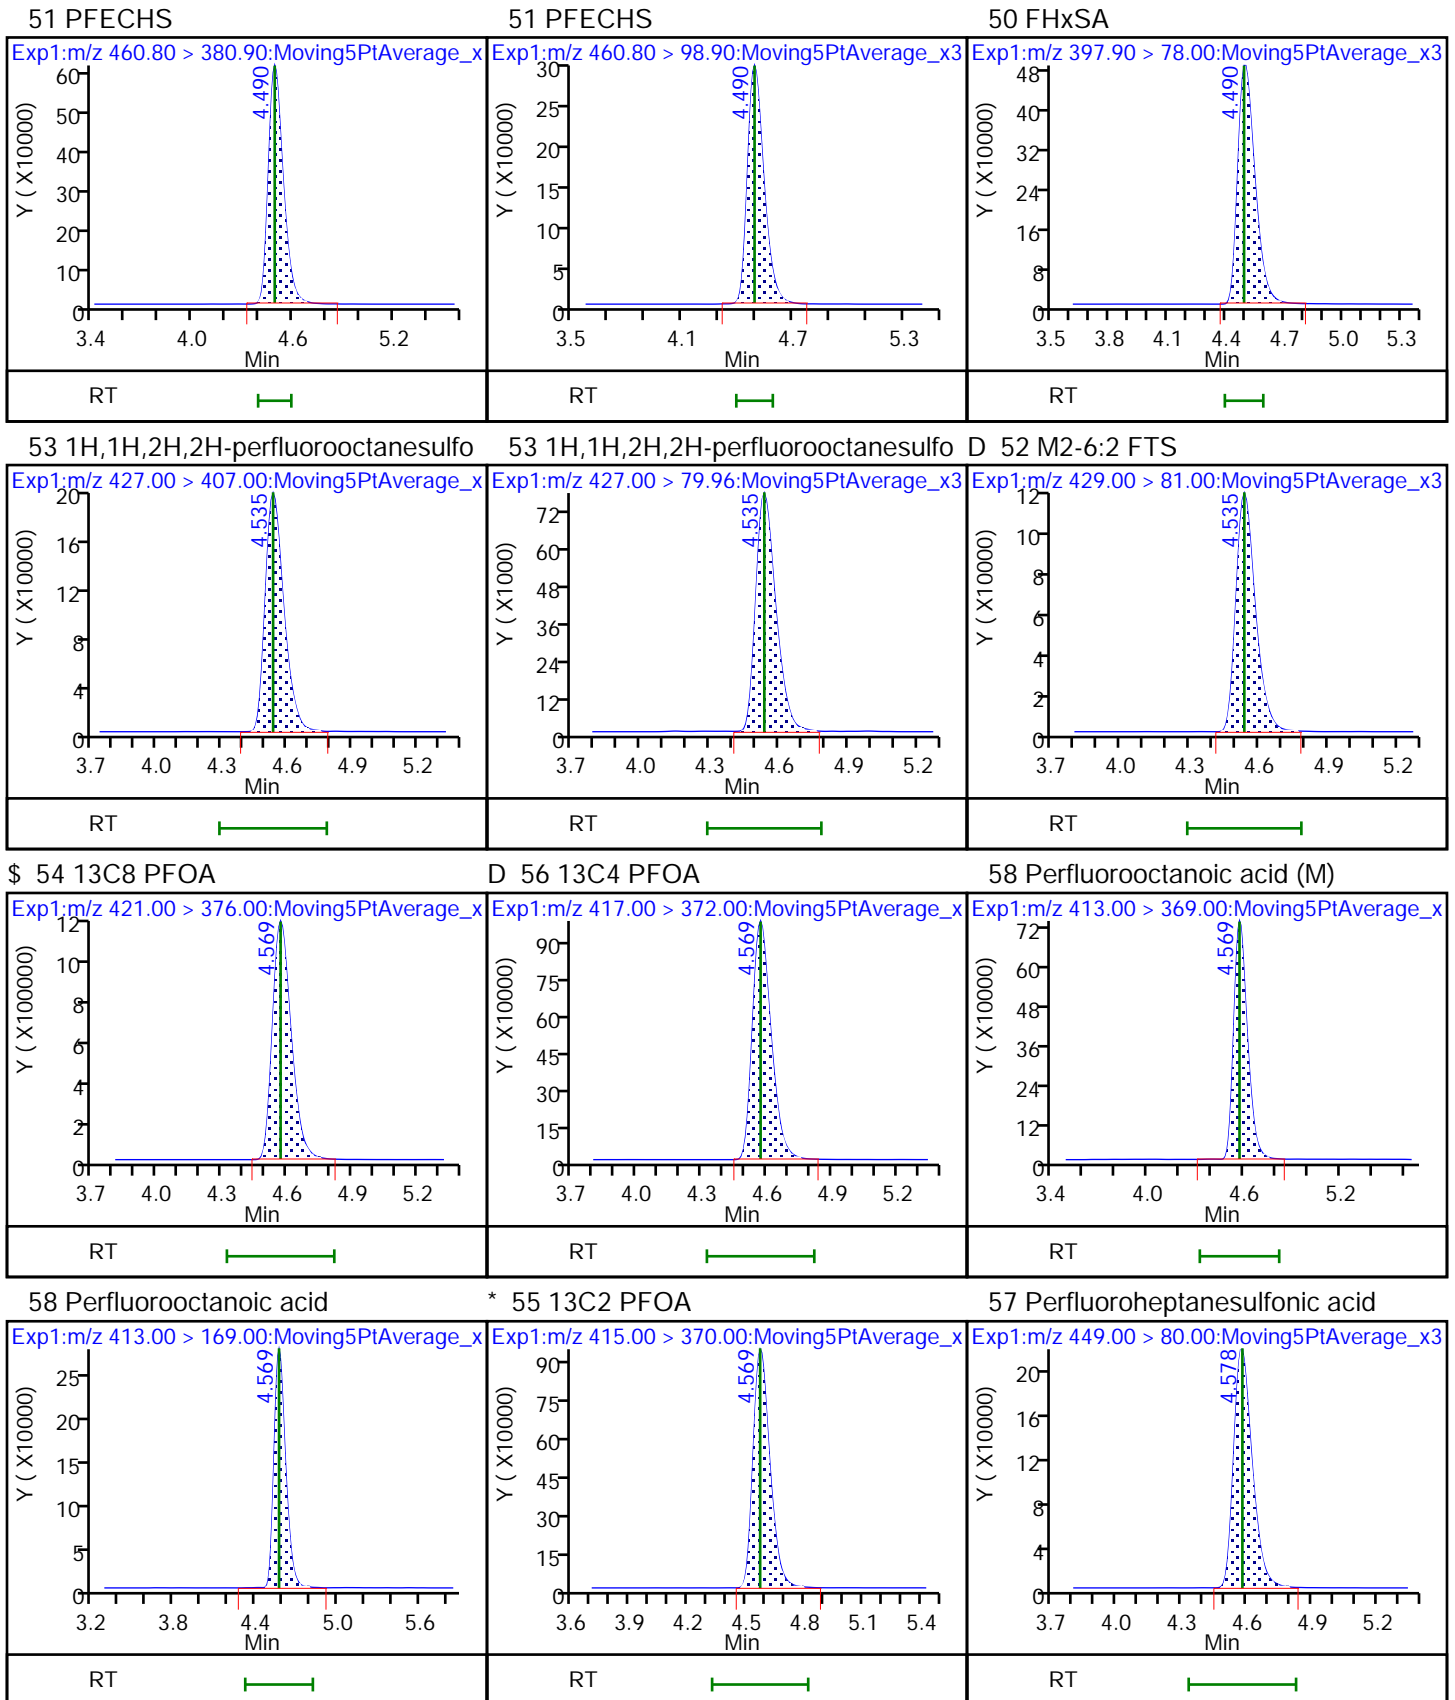 51 PFECHS
51 PFECHS
50 FHxSA
Exp1:m/z 460.80 > 380.90:Moving5PtAverage_x
Exp1:m/z 460.80 > 98.90:Moving5PtAverage_x3
Exp1:m/z 397.90 > 78.00:Moving5PtAverage_x3
Y ( X10000)
60
50
40
30
20
10
0
4.490
3.4 4.0 4.6 5.2
Min
Y ( X10000)
30
25
20
15
10
5
0
4.490
3.5 4.1 4.7 5.3
Min
Y ( X10000)
48
40
32
24
16
8
0
4.490
3.5 3.8 4.1 4.4 4.7 5.0 5.3
Min
RT
RT
RT
53 1H,1H,2H,2H-perfluorooctanesulfo
53 1H,1H,2H,2H-perfluorooctanesulfo
D 52 M2-6:2 FTS
Exp1:m/z 427.00 > 407.00:Moving5PtAverage_x
Exp1:m/z 427.00 > 79.96:Moving5PtAverage_x3
Exp1:m/z 429.00 > 81.00:Moving5PtAverage_x3
Y ( X10000)
20
16
12
8
4
0
4.535
3.7 4.0 4.3 4.6 4.9 5.2
Min
Y ( X1000)
72
60
48
36
24
12
0
4.535
3.7 4.0 4.3 4.6 4.9 5.2
Min
Y ( X10000)
12
10
8
6
4
2
0
4.535
3.7 4.0 4.3 4.6 4.9 5.2
Min
RT
RT
RT
$ 54 13C8 PFOA
D 56 13C4 PFOA
58 Perfluorooctanoic acid (M)
Exp1:m/z 421.00 > 376.00:Moving5PtAverage_x
Exp1:m/z 417.00 > 372.00:Moving5PtAverage_x
Exp1:m/z 413.00 > 369.00:Moving5PtAverage_x
Y ( X10000)
12
10
8
6
4
2
0
4.569
3.7 4.0 4.3 4.6 4.9 5.2
Min
Y ( X10000)
90
75
60
45
30
15
0
4.569
3.7 4.0 4.3 4.6 4.9 5.2
Min
Y ( X10000)
72
60
48
36
24
12
0
4.569
3.4 4.0 4.6 5.2
Min
RT
RT
RT
58 Perfluorooctanoic acid
* 55 13C2 PFOA
57 Perfluoroheptanesulfonic acid
Exp1:m/z 413.00 > 169.00:Moving5PtAverage_x
Exp1:m/z 415.00 > 370.00:Moving5PtAverage_x
Exp1:m/z 449.00 > 80.00:Moving5PtAverage_x3
Y ( X10000)
25
20
15
10
5
0
4.569
3.2 3.8 4.4 5.0 5.6
Min
Y ( X10000)
90
75
60
45
30
15
0
4.569
3.6 3.9 4.2 4.5 4.8 5.1 5.4
Min
Y ( X10000)
20
16
12
8
4
0
4.578
3.7 4.0 4.3 4.6 4.9 5.2
Min
RT
RT
RT